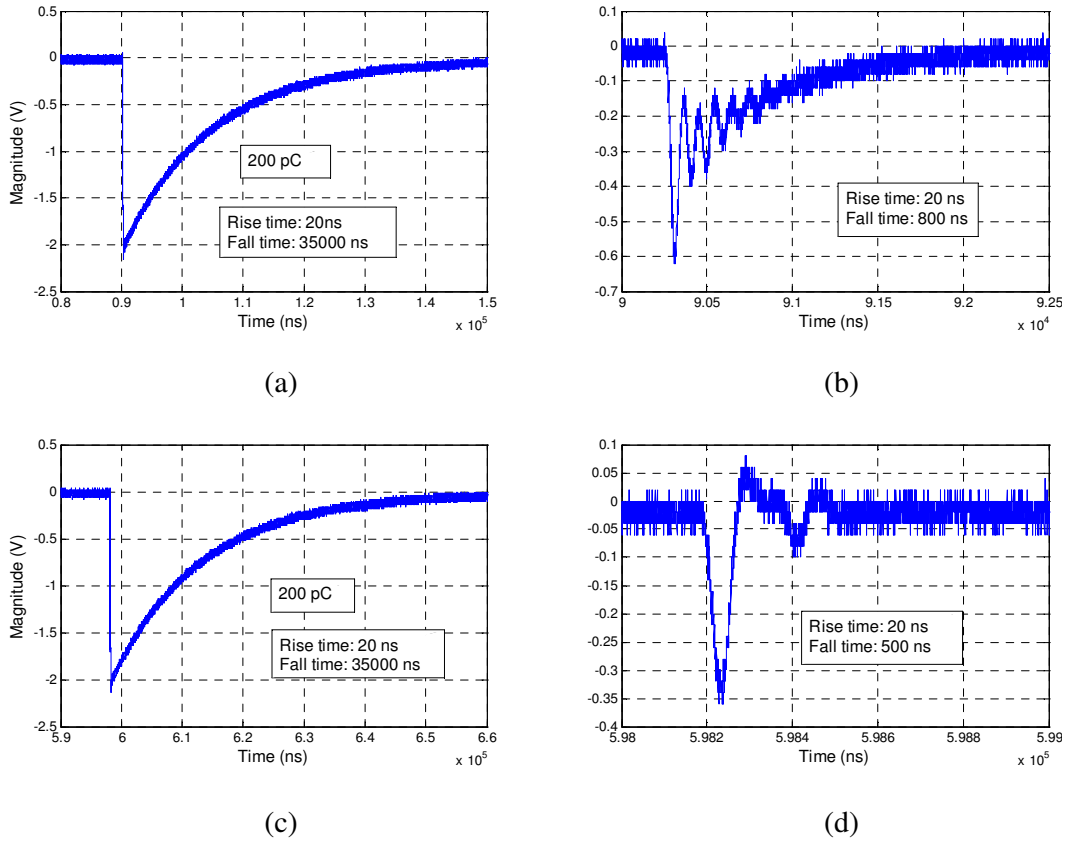 0.5
0
-0.5
-1
-1.5
-2
-2.5
Magnitude (V)
200 pC
Rise time: 20ns
Fall time: 35000 ns
0.8 0.9 1 1.1 1.2 1.3 1.4 1.5
Time (ns)
x 10^5
(a)
0.1
0
-0.1
-0.2
-0.3
-0.4
-0.5
-0.6
-0.7
Rise time: 20 ns
Fall time: 800 ns
9 9.05 9.1 9.15 9.2 9.25
Time (ns)
x 10^4
(b)
0.5
0
-0.5
-1
-1.5
-2
-2.5
Magnitude (V)
200 pC
Rise time: 20 ns
Fall time: 35000 ns
5.9 6 6.1 6.2 6.3 6.4 6.5 6.6
Time (ns)
x 10^5
(c)
0.1
0.05
0
-0.05
-0.1
-0.15
-0.2
-0.25
-0.3
-0.35
-0.4
Rise time: 20 ns
Fall time: 500 ns
5.98 5.982 5.984 5.986 5.988 5.99
Time (ns)
x 10^5
(d)